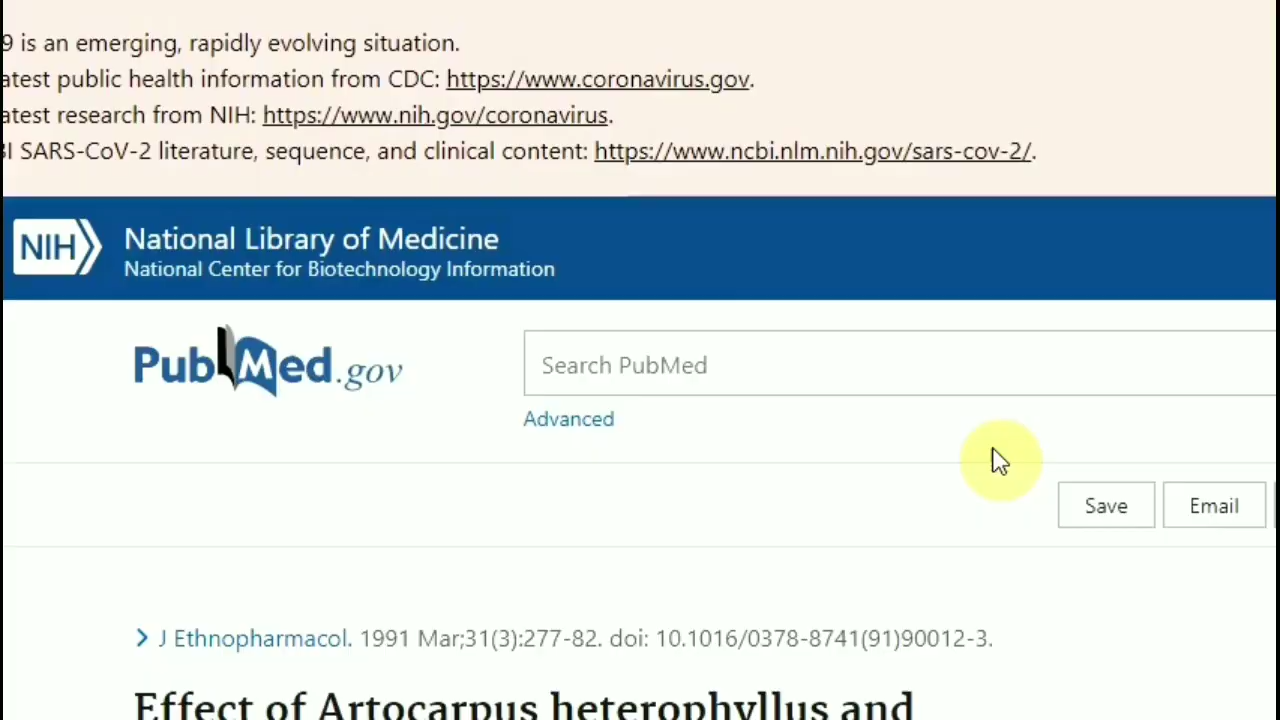 9 is an emerging, rapidly evolving situation.
atest public health information from CDC: https://www.coronavirus.gov.
atest research from NIH: https://www.nih.gov/coronavirus.
BI SARS-CoV-2 literature, sequence, and clinical content: https://www.ncbi.nlm.nih.gov/sars-cov-2/.
NIH National Library of Medicine
National Center for Biotechnology Information
PubMed.gov
Search PubMed
Advanced
Save Email
J Ethnopharmacol. 1991 Mar;31(3):277-82. doi: 10.1016/0378-8741(91)90012-3.
Effect of Artocarpus heterophyllus and